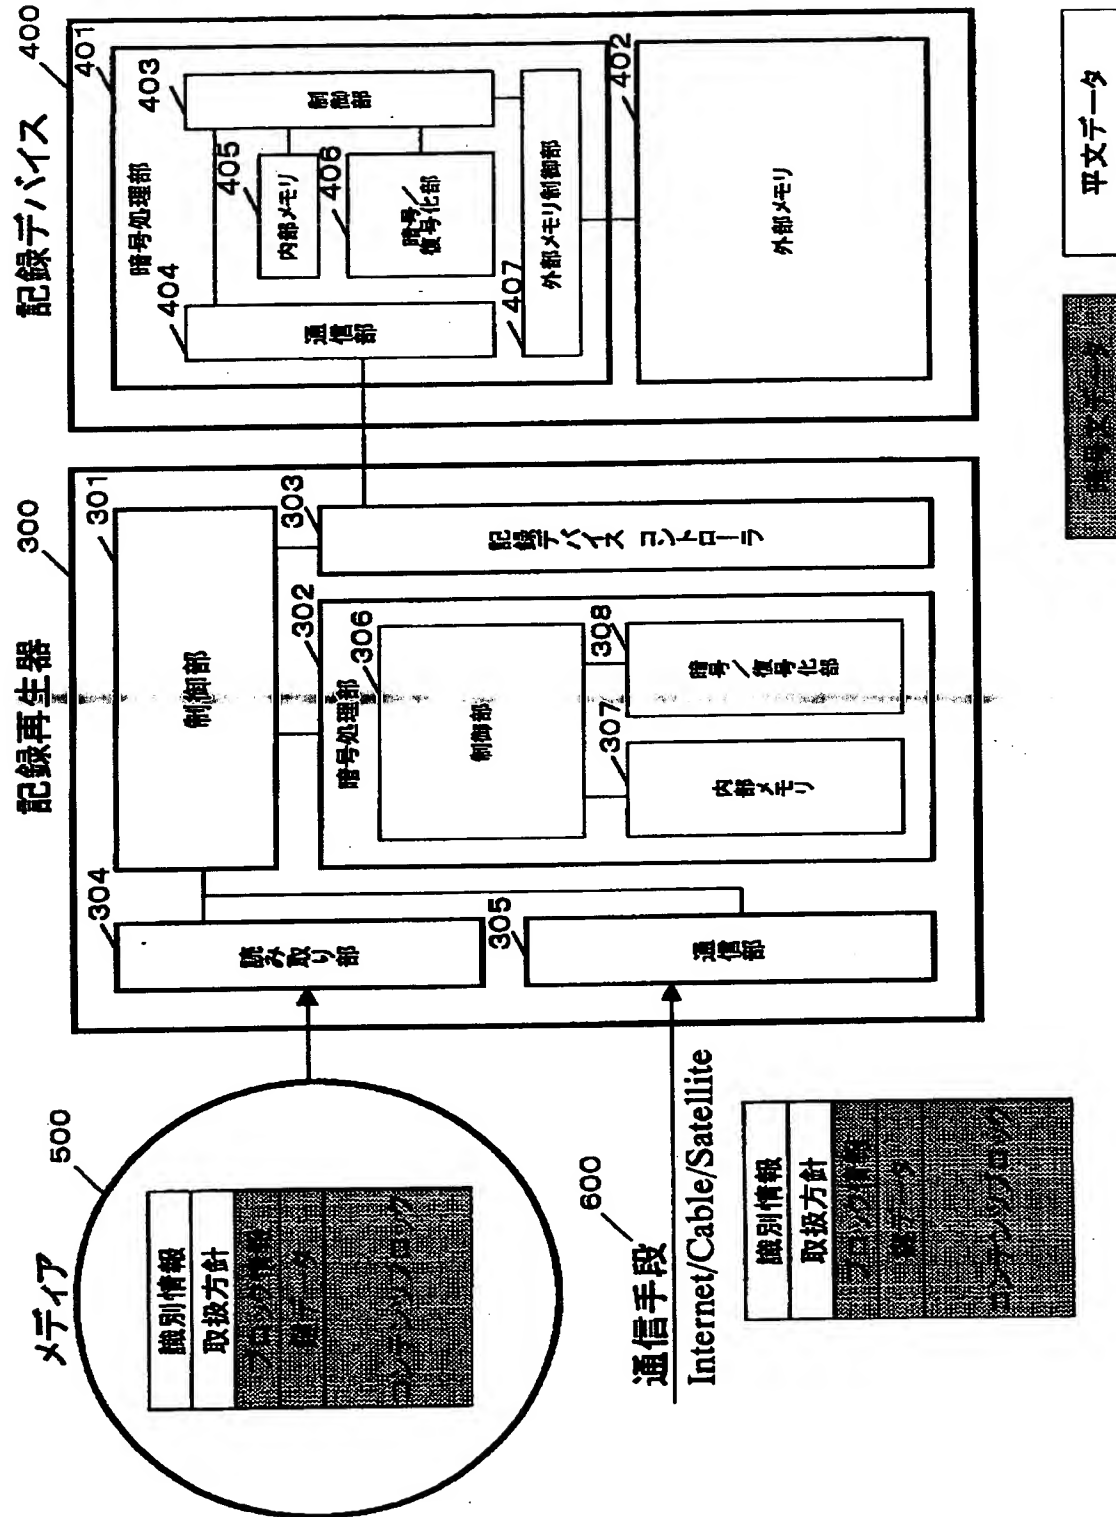 メディア
500
識別情報
取扱方針
ブロック情報
鍵データ
コンテンツブロック
通信手段
600
Internet/Cable/Satellite
識別情報
取扱方針
ブロック情報
鍵データ
コンテンツブロック
記録再生器
300
制御部
301
暗号処理部
302
記録デバイス コントローラ
303
読み取り部
304
通信部
305
制御部
306
内部メモリ
307
暗号/復号化部
308
記録デバイス
400
暗号処理部
401
外部メモリ
402
制御部
403
通信部
404
内部メモリ
405
暗号/
復号化部
406
外部メモリ制御部
407
暗号文データ
平文データ